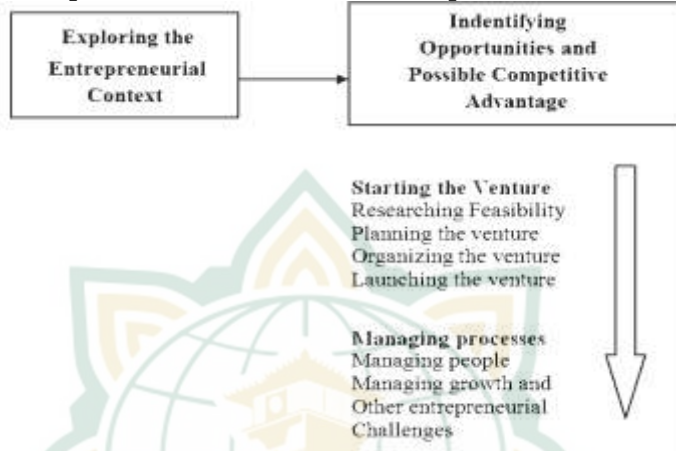 Exploring the
Entrepreneurial
Context
Indentifying
Opportunities and
Possible Competitive
Advantage
Starting the Venture
Researching Feasibility
Planning the venture
Organizing the venture
Launching the venture
Managing processes
Managing people
Managing growth and
Other entrepreneurial
Challenges